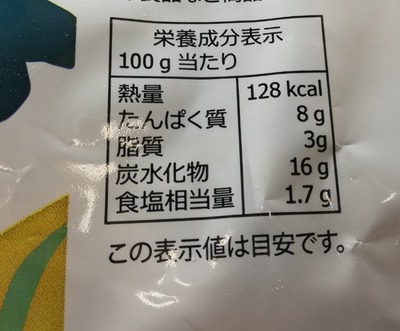 栄養成分表示
100 g 当たり
熱量 128 kcal
たんぱく質 8 g
脂質 3g
炭水化物 16 g
食塩相当量 1.7 g
この表示値は目安です。